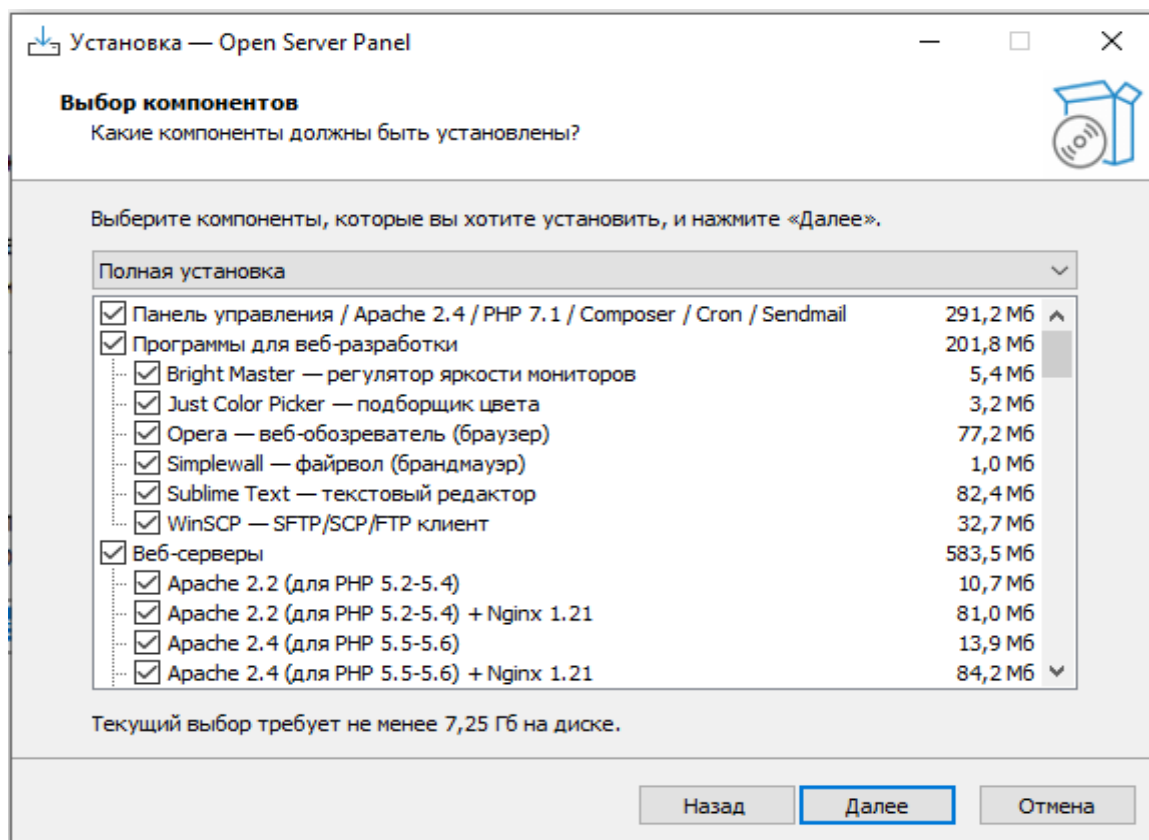 Установка — Open Server Panel
Выбор компонентов
Какие компоненты должны быть установлены?
Выберите компоненты, которые вы хотите установить, и нажмите «Далее».
Полная установка
Панель управления / Apache 2.4 / PHP 7.1 / Composer / Cron / Sendmail 291,2 Мб
Программы для веб-разработки 201,8 Мб
Bright Master — регулятор яркости мониторов 5,4 Мб
Just Color Picker — подборщик цвета 3,2 Мб
Opera — веб-обозреватель (браузер) 77,2 Мб
Simplewall — файрвол (брандмауэр) 1,0 Мб
Sublime Text — текстовый редактор 82,4 Мб
WinSCP — SFTP/SCP/FTP клиент 32,7 Мб
Веб-серверы 583,5 Мб
Apache 2.2 (для PHP 5.2-5.4) 10,7 Мб
Apache 2.2 (для PHP 5.2-5.4) + Nginx 1.21 81,0 Мб
Apache 2.4 (для PHP 5.5-5.6) 13,9 Мб
Apache 2.4 (для PHP 5.5-5.6) + Nginx 1.21 84,2 Мб
Текущий выбор требует не менее 7,25 Гб на диске.
Назад Далее Отмена